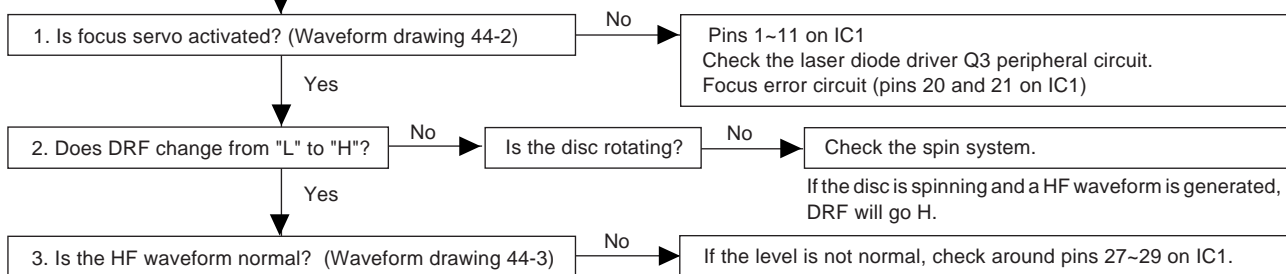 1. Is focus servo activated? (Waveform drawing 44-2)
No
Pins 1~11 on IC1
Check the laser diode driver Q3 peripheral circuit.
Focus error circuit (pins 20 and 21 on IC1)
Yes
2. Does DRF change from "L" to "H"?
No
Is the disc rotating?
No
Check the spin system.
If the disc is spinning and a HF waveform is generated,
DRF will go H.
Yes
3. Is the HF waveform normal? (Waveform drawing 44-3)
No
If the level is not normal, check around pins 27~29 on IC1.